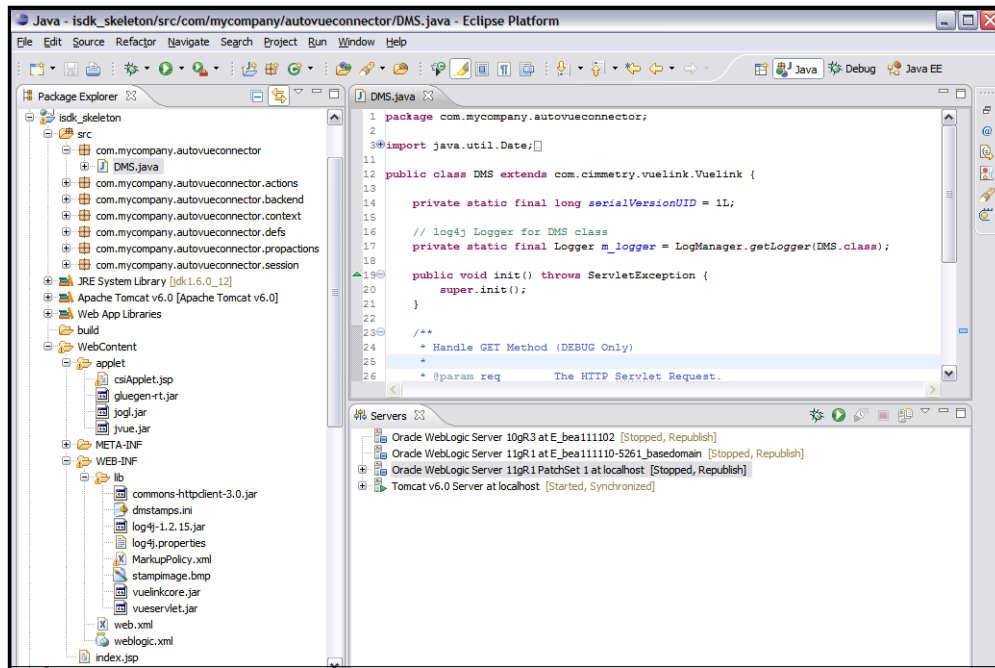 Java - isdk_skeleton/src/com/mycompany/autovueconnector/DMS.java - Eclipse Platform
File Edit Source Refactor Navigate Search Project Run Window Help
Java Debug Java EE
Package Explorer
isdk_skeleton
src
com.mycompany.autovueconnector
DMS.java
com.mycompany.autovueconnector.actions
com.mycompany.autovueconnector.backend
com.mycompany.autovueconnector.context
com.mycompany.autovueconnector.defs
com.mycompany.autovueconnector.propactions
com.mycompany.autovueconnector.session
JRE System Library [jdk1.6.0_12]
Apache Tomcat v6.0 [Apache Tomcat v6.0]
Web App Libraries
build
WebContent
applet
csiApplet.jsp
gluegen-rt.jar
jogl.jar
jvue.jar
META-INF
WEB-INF
lib
commons-httpclient-3.0.jar
dmstamps.ini
log4j-1.2.15.jar
log4j.properties
MarkupPolicy.xml
stampimage.bmp
vuelinkcore.jar
vueservlet.jar
web.xml
weblogic.xml
index.jsp
DMS.java
1 package com.mycompany.autovueconnector;
2
3 import java.util.Date;
11
12 public class DMS extends com.cimmetry.vuelink.Vuelink {
13
14 private static final long serialVersionUID = 1L;
15
16 // log4j Logger for DMS class
17 private static final Logger m_logger = LogManager.getLogger(DMS.class);
18
19 public void init() throws ServletException {
20 super.init();
21 }
22
23 /**
24 * Handle GET Method (DEBUG Only)
25 *
26 * @param req The HTTP Servlet Request.
Servers
Oracle WebLogic Server 10gR3 at E_bea111102 [Stopped, Republish]
Oracle WebLogic Server 11gR1 at E_bea111110-5261_basedomain [Stopped, Republish]
Oracle WebLogic Server 11gR1 PatchSet 1 at localhost [Stopped, Republish]
Tomcat v6.0 Server at localhost [Started, Synchronized]